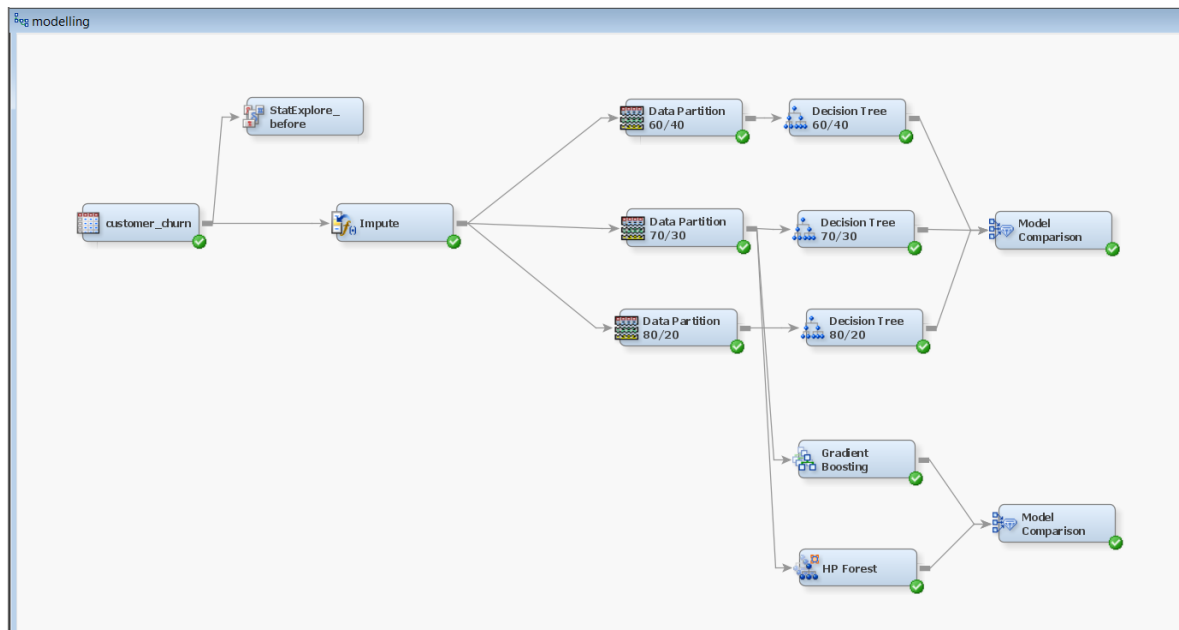 modelling
StatExplore_
before
customer_churn
Impute
Data Partition
60/40
Decision Tree
60/40
Data Partition
70/30
Decision Tree
70/30
Model
Comparison
Data Partition
80/20
Decision Tree
80/20
Gradient
Boosting
Model
Comparison
HP Forest